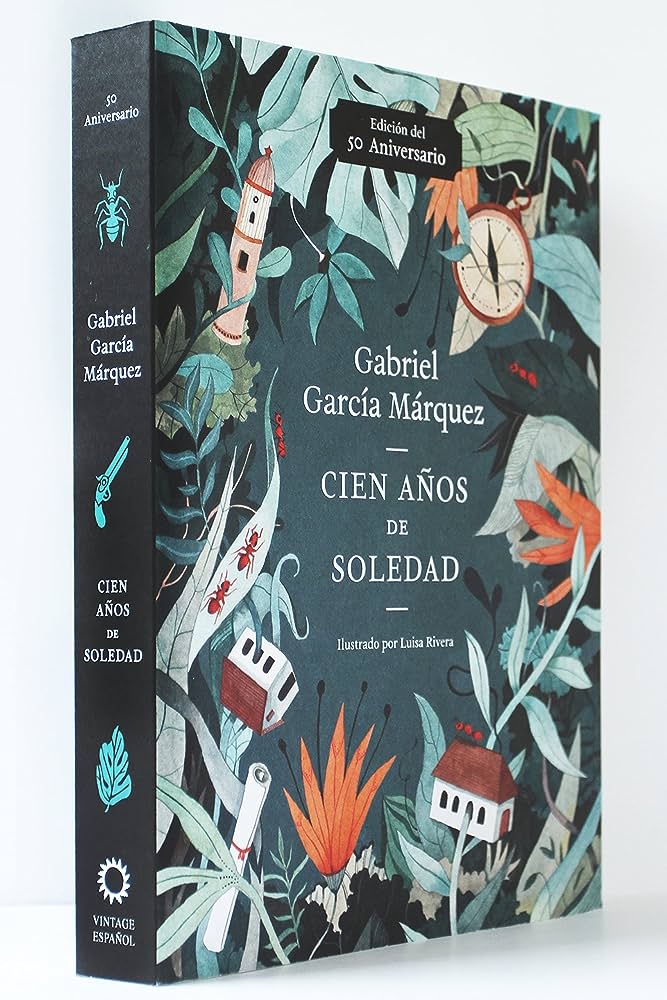 50
Aniversario
Gabriel
García
Márquez
CIEN
AÑOS
DE
SOLEDAD
VINTAGE
ESPAÑOL
Edición del
50 Aniversario
Gabriel
García Márquez
CIEN AÑOS
DE
SOLEDAD
Ilustrado por Luisa Rivera